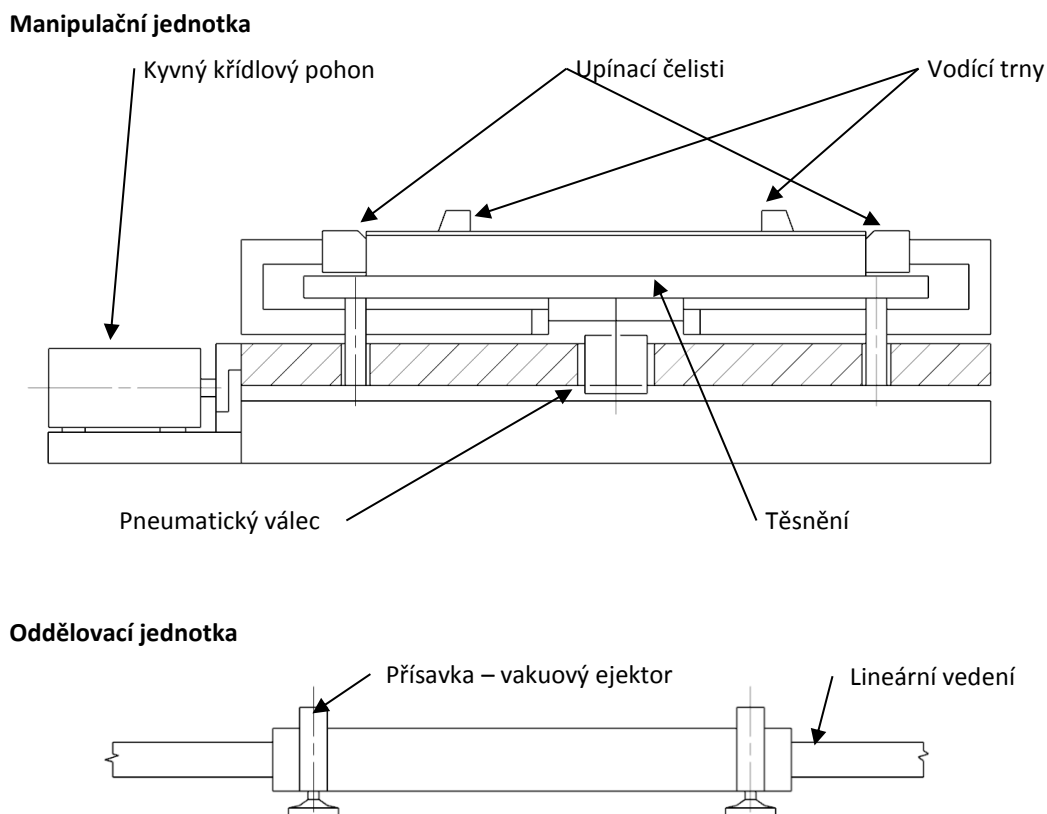 Manipulační jednotka
Kyvný křídlový pohon
Upínací čelisti
Vodící trny
Pneumatický válec
Těsnění
Oddělovací jednotka
Přísavka – vakuový ejektor
Lineární vedení